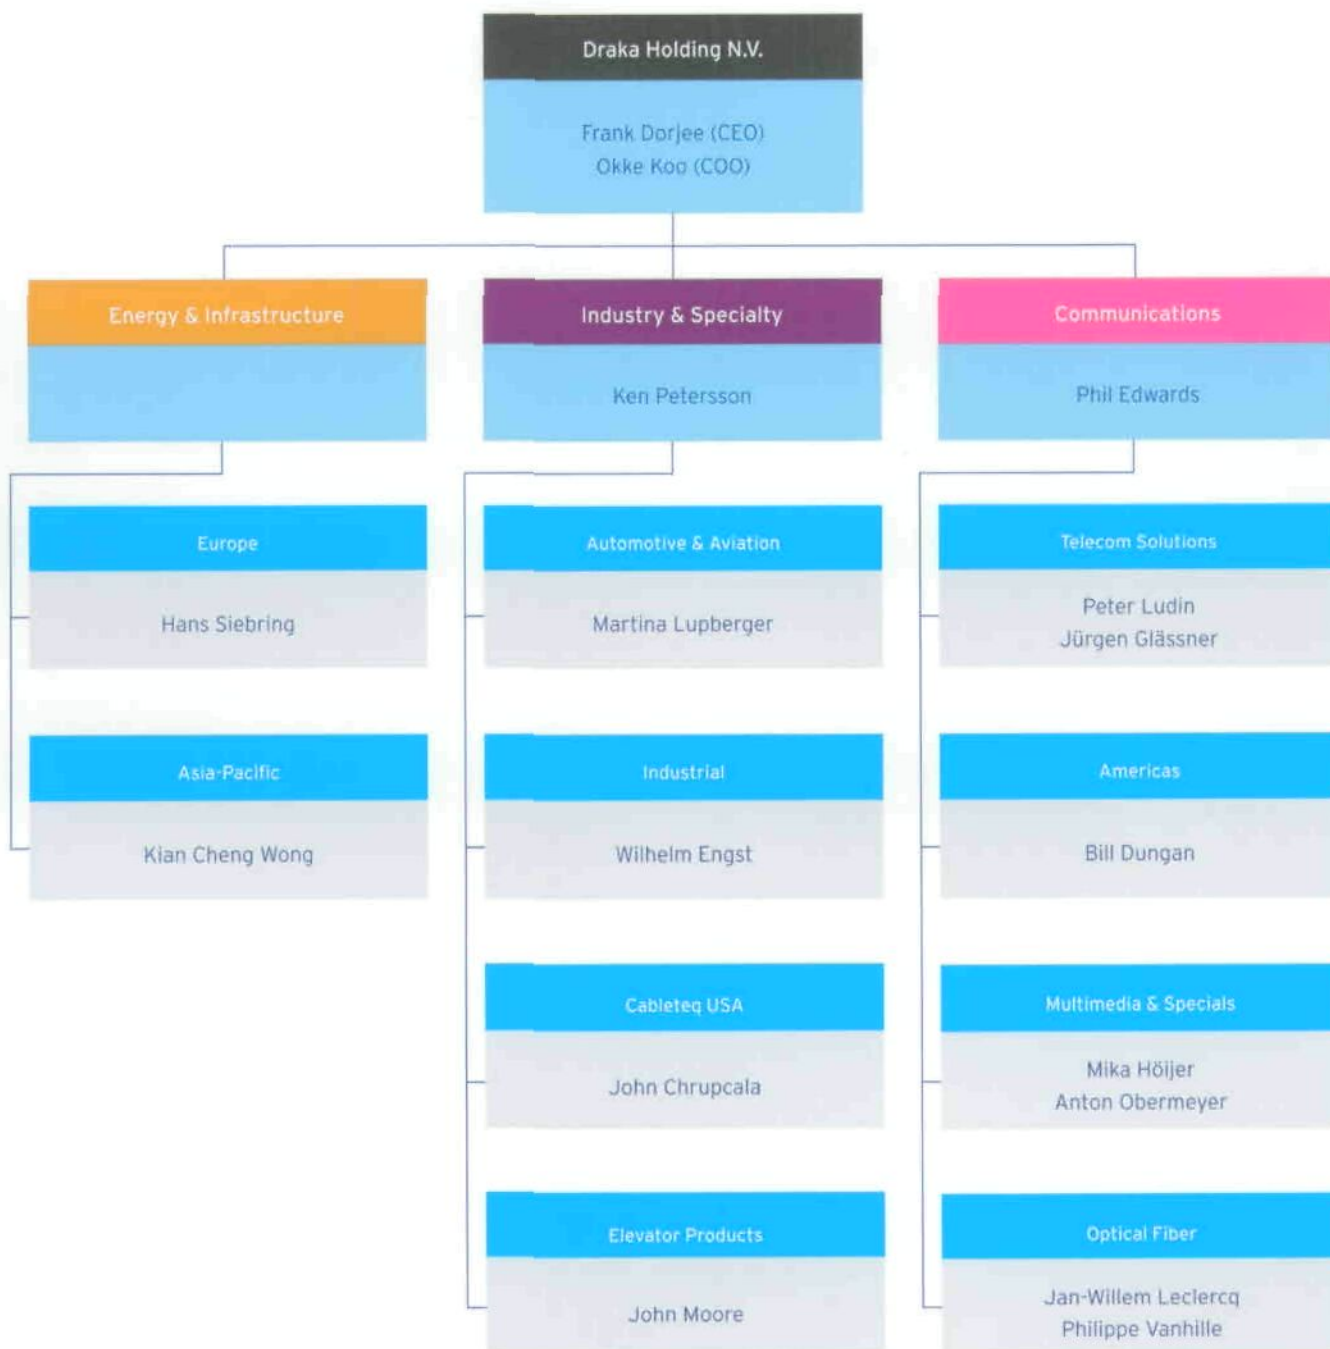 Draka Holding N.V.
Frank Dorjee (CEO)
Okke Koo (COO)
Energy & Infrastructure
Industry & Specialty
Ken Petersson
Communications
Phil Edwards
Europe
Hans Siebring
Asia-Pacific
Kian Cheng Wong
Automotive & Aviation
Martina Lupberger
Industrial
Wilhelm Engst
Cableteq USA
John Chrupcala
Elevator Products
John Moore
Telecom Solutions
Peter Ludin
Jürgen Glässner
Americas
Bill Dungan
Multimedia & Specials
Mika Höijer
Anton Obermeyer
Optical Fiber
Jan-Willem Leclercq
Philippe Vanhille